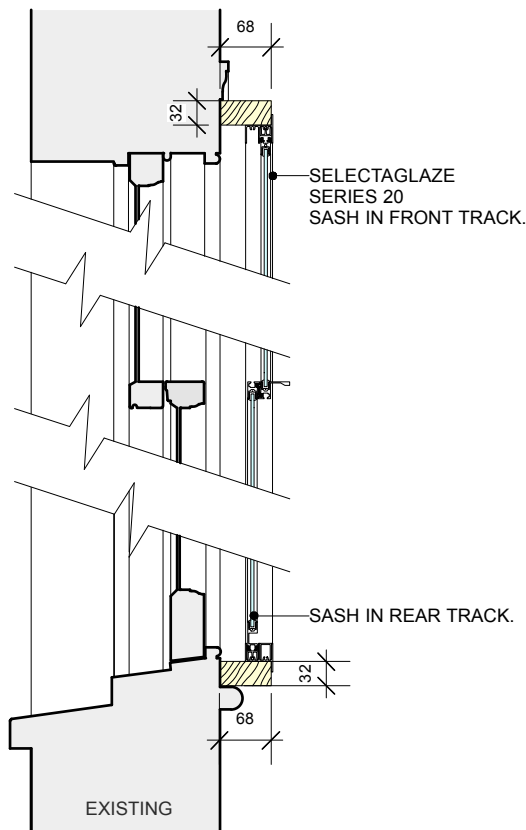 68
32
SELECTAGLAZE
SERIES 20
SASH IN FRONT TRACK.
SASH IN REAR TRACK.
32
68
EXISTING